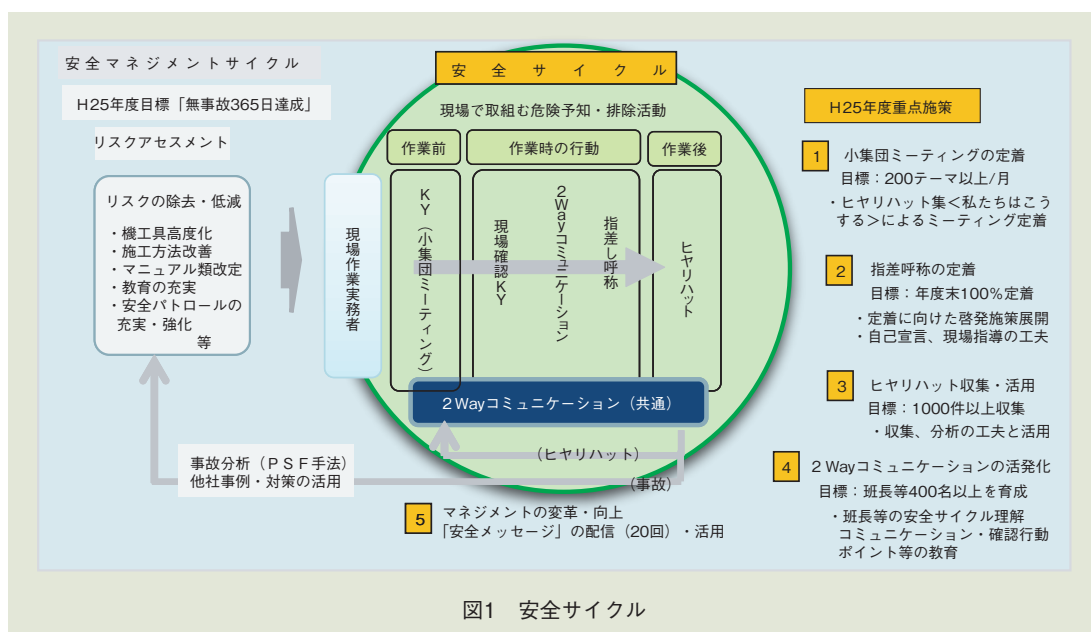 安全マネジメントサイクル
H25年度目標「無事故365日達成」
リスクアセスメント
リスクの除去・低減
・機工具高度化
・施工方法改善
・マニュアル類改定
・教育の充実
・安全パトロールの
充実・強化
等
現場作業実務者
安全サイクル
現場で取組む危険予知・排除活動
作業前
作業時の行動
作業後
KY（小集団ミーティング）
現場確認KY
2Wayコミュニケーション
指差し呼称
ヒヤリハット
2Wayコミュニケーション（共通）
（ヒヤリハット）
（事故）
事故分析（PSF手法）
他社事例・対策の活用
5
マネジメントの変革・向上
「安全メッセージ」の配信（20回）・活用
H25年度重点施策
1
小集団ミーティングの定着
目標：200テーマ以上/月
・ヒヤリハット集＜私たちはこう
する＞によるミーティング定着
2
指差呼称の定着
目標：年度末100%定着
・定着に向けた啓発施策展開
・自己宣言、現場指導の工夫
3
ヒヤリハット収集・活用
目標：1000件以上収集
・収集、分析の工夫と活用
4
2Wayコミュニケーションの活発化
目標：班長等400名以上を育成
・班長等の安全サイクル理解
コミュニケーション・確認行動
ポイント等の教育
図1　安全サイクル